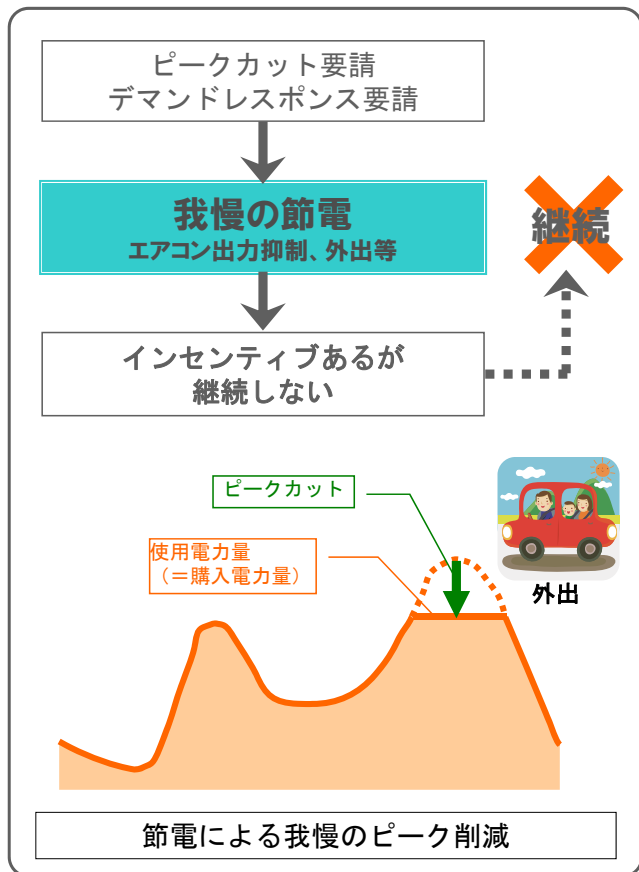 ピークカット要請
デマンドレスポンス要請
我慢の節電
エアコン出力抑制、外出等
継続
インセンティブあるが
継続しない
ピークカット
使用電力量
（＝購入電力量）
外出
節電による我慢のピーク削減